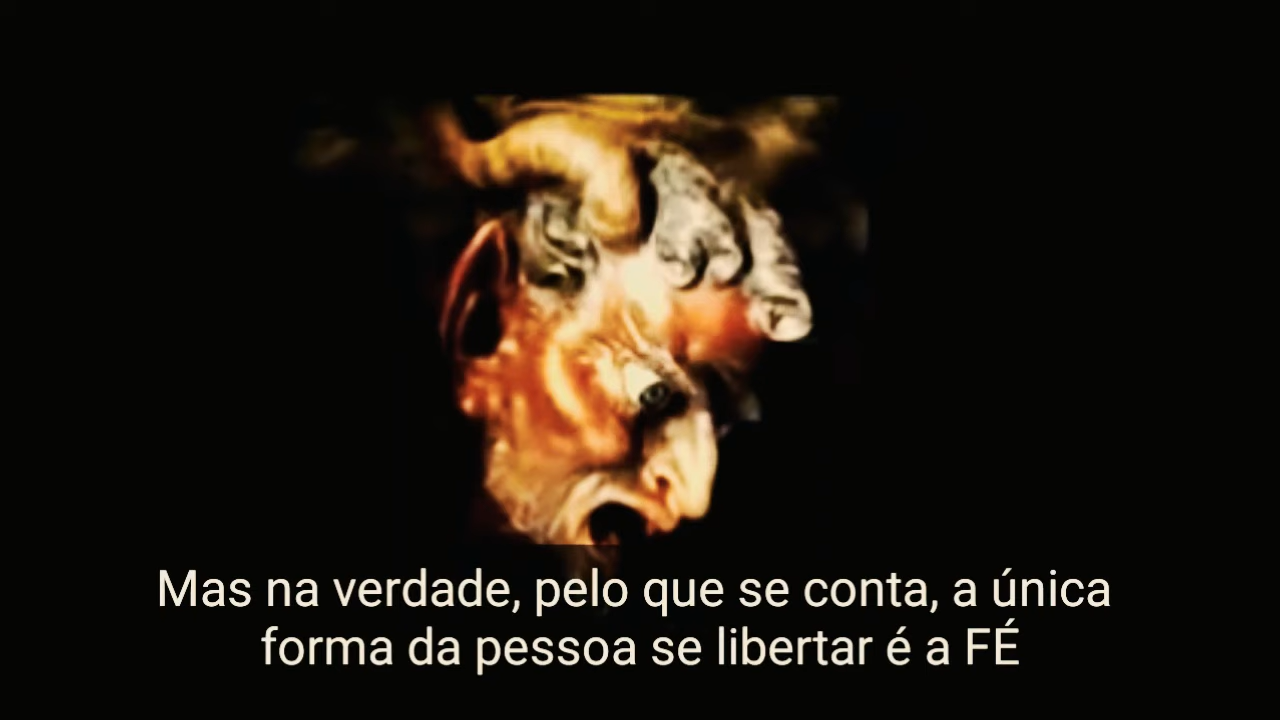 Mas na verdade, pelo que se conta, a única
forma da pessoa se libertar é a FÉ